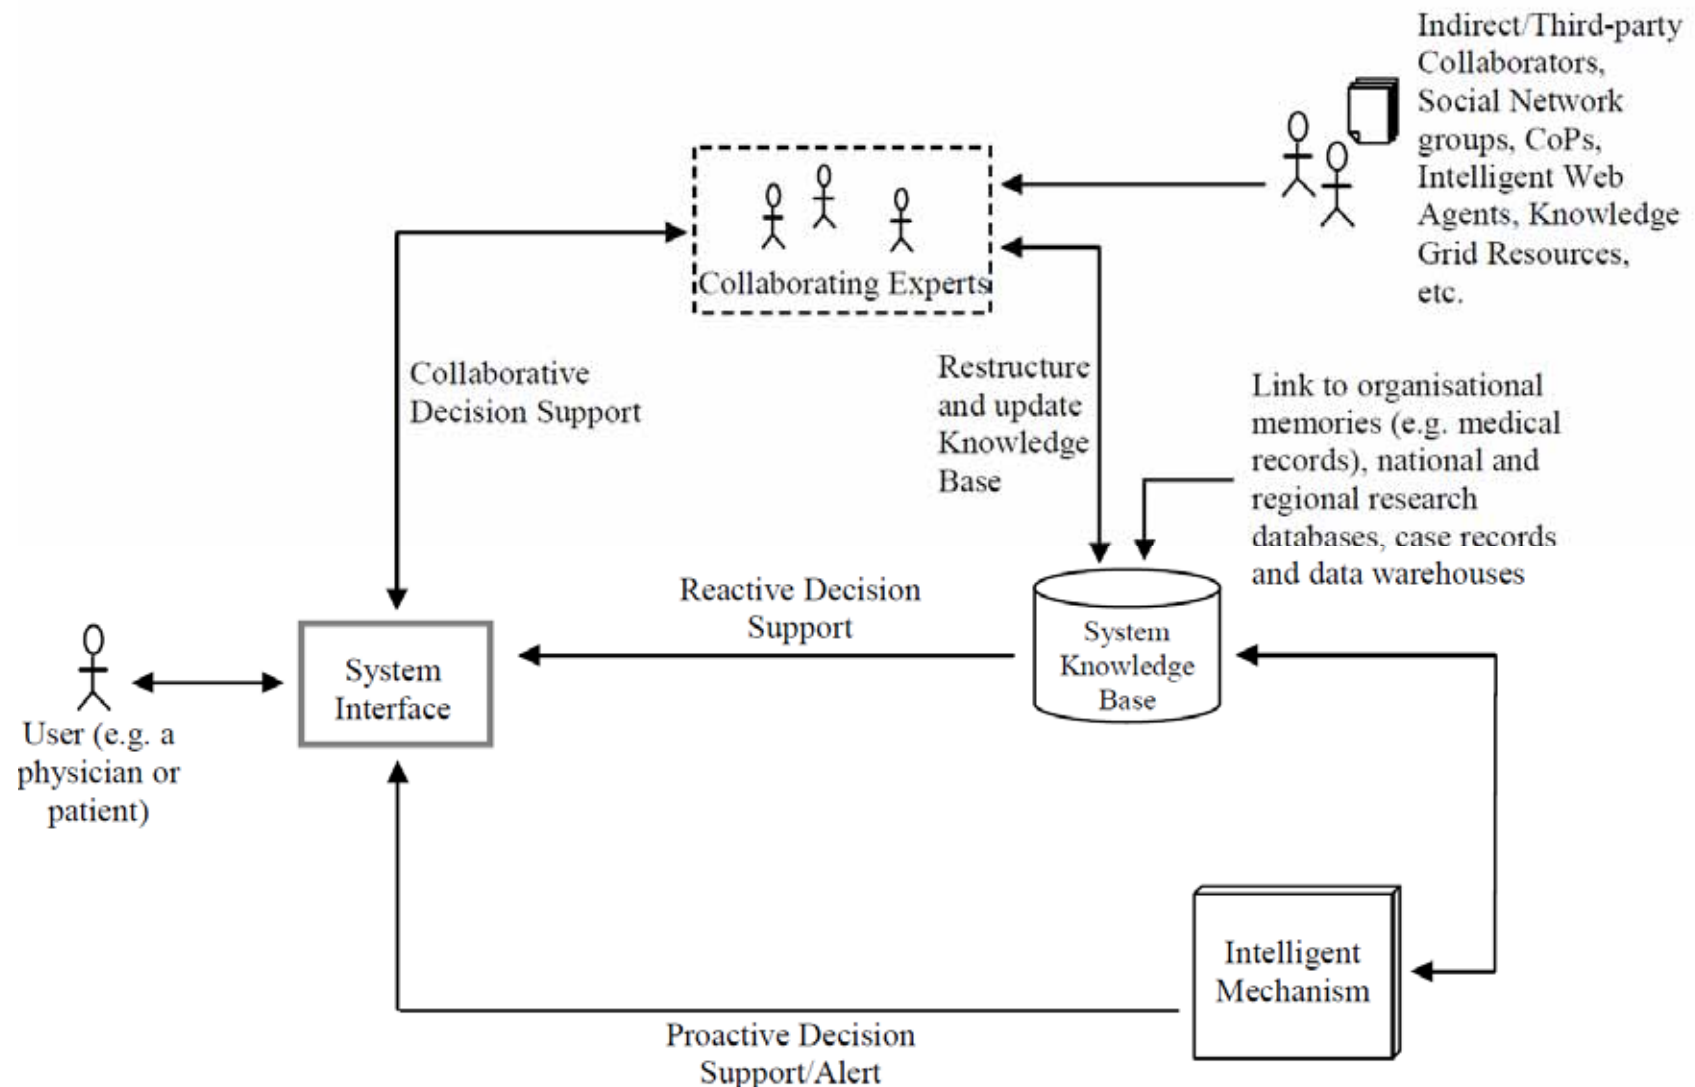 Indirect/Third-party
Collaborators,
Social Network
groups, CoPs,
Intelligent Web
Agents, Knowledge
Grid Resources,
etc.
Collaborating Experts
Collaborative
Decision Support
Restructure
and update
Knowledge
Base
Link to organisational
memories (e.g. medical
records), national and
regional research
databases, case records
and data warehouses
Reactive Decision
Support
System
Knowledge
Base
System
Interface
User (e.g. a
physician or
patient)
Intelligent
Mechanism
Proactive Decision
Support/Alert